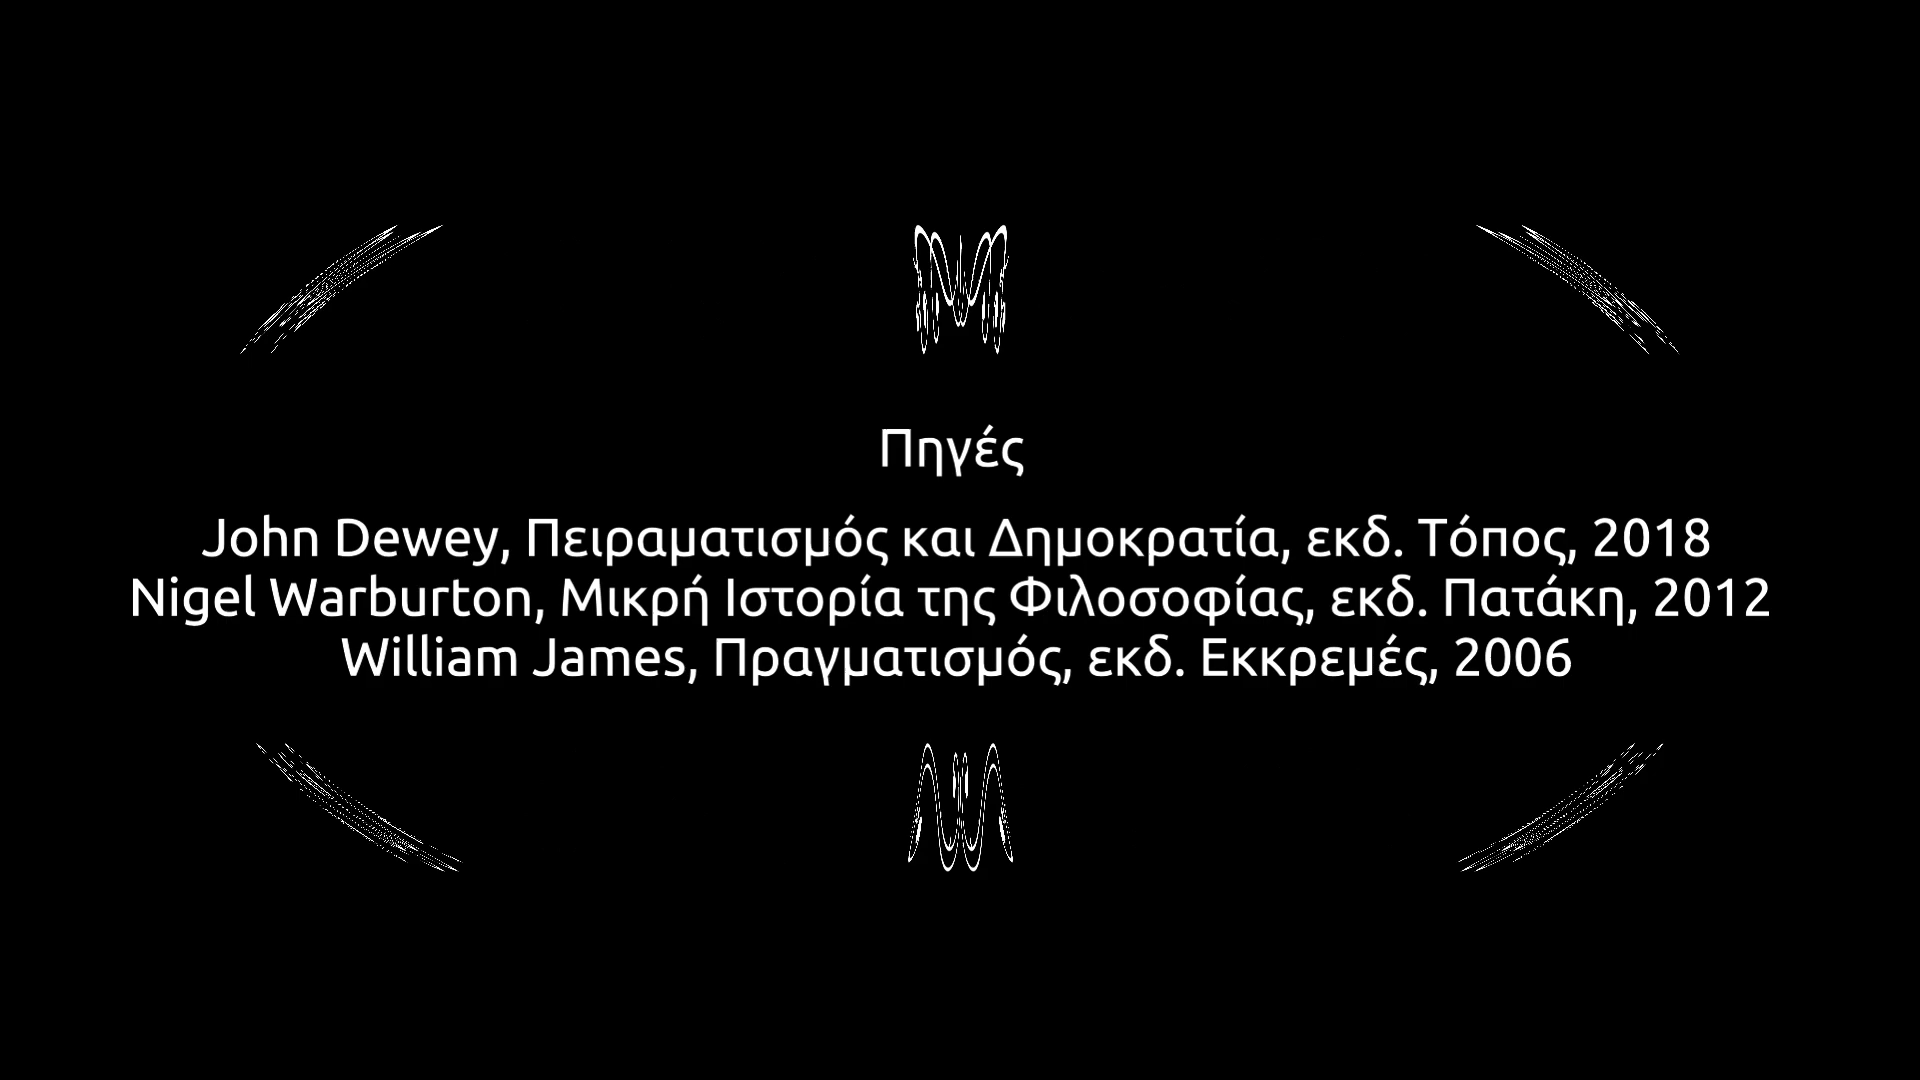 Πηγές
John Dewey, Πειραματισμός και Δημοκρατία, εκδ. Τόπος, 2018
Nigel Warburton, Μικρή Ιστορία της Φιλοσοφίας, εκδ. Πατάκη, 2012
William James, Πραγματισμός, εκδ. Εκκρεμές, 2006